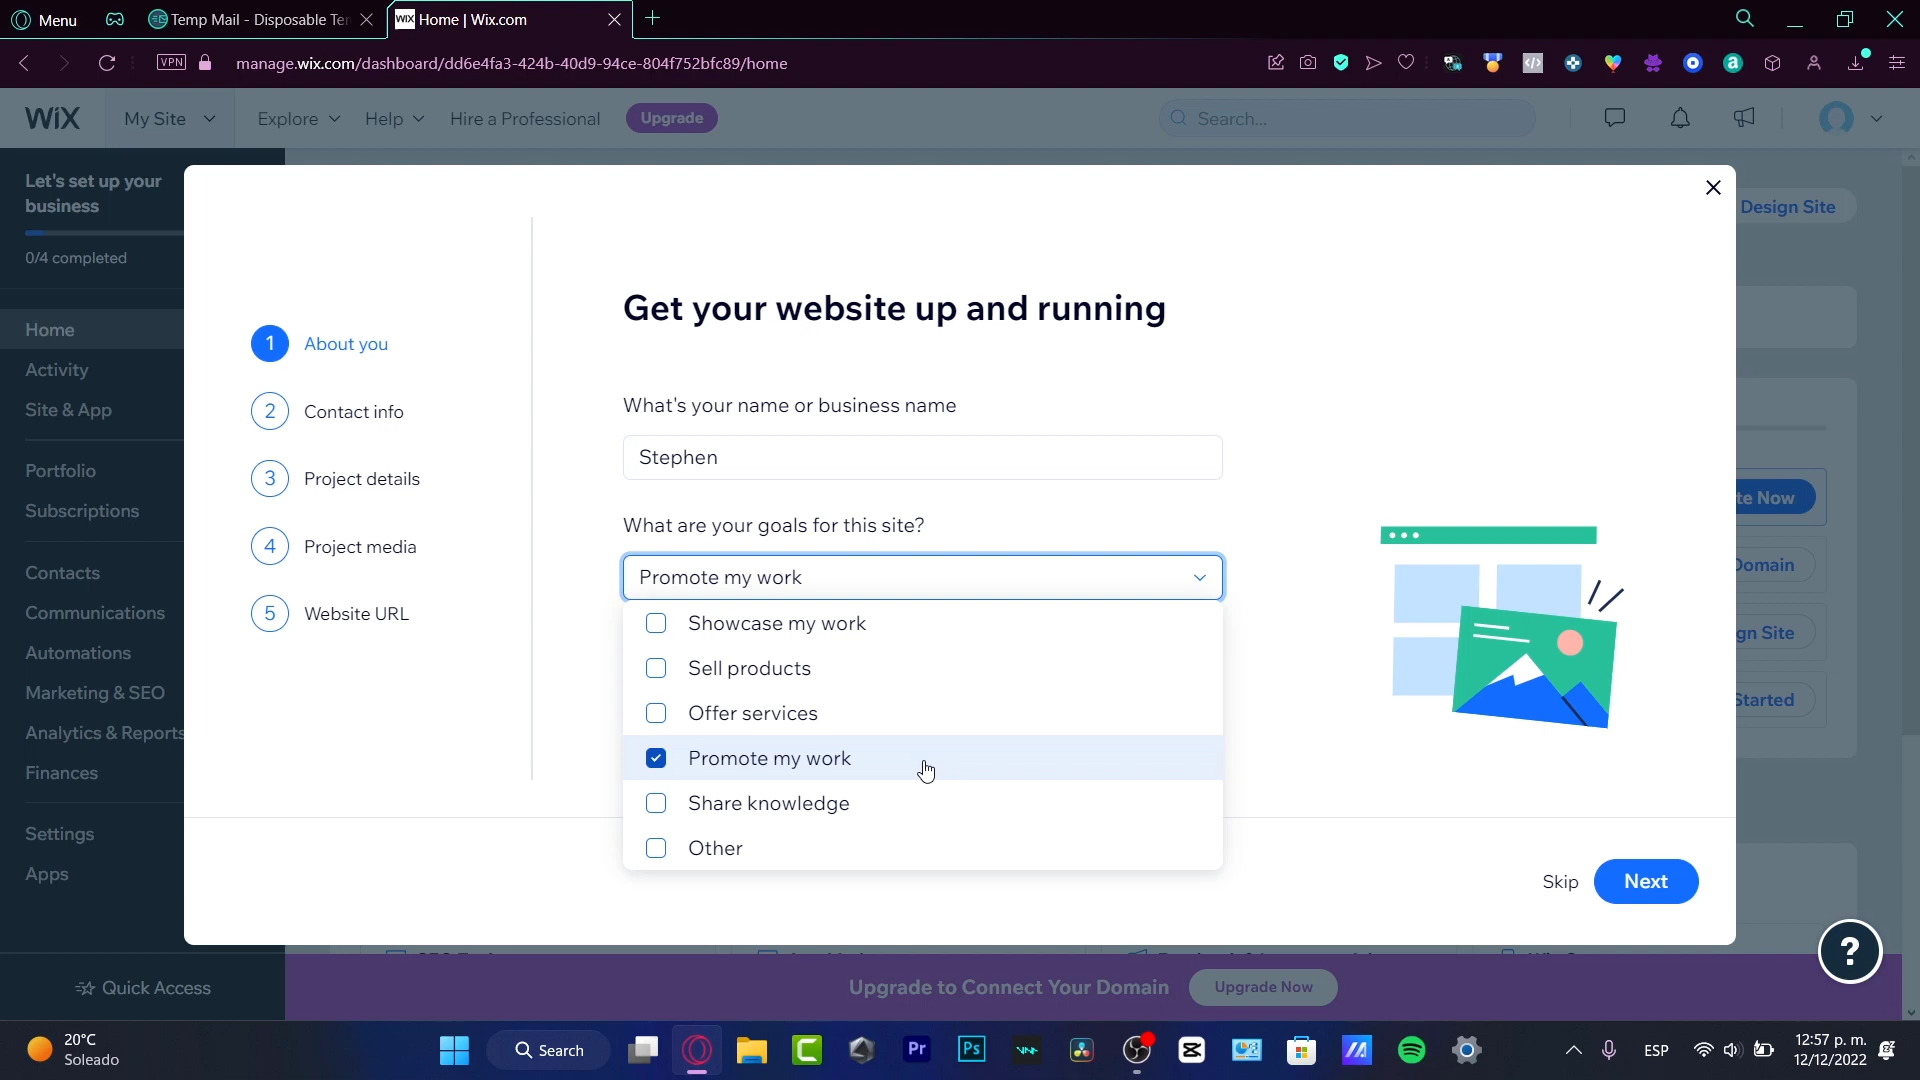 Menu
Temp Mail - Disposable Te
WIX Home | Wix.com
VPN
manage.wix.com/dashboard/dd6e4fa3-424b-40d9-94ce-804f752bfc89/home
WiX
My Site
Explore
Help
Hire a Professional
Upgrade
Search...
Let's set up your
business
0/4 completed
Home
Activity
Site & App
Portfolio
Subscriptions
Contacts
Communications
Automations
Marketing & SEO
Analytics & Reports
Finances
Settings
Apps
Quick Access
Design Site
te Now
Domain
gn Site
Started
1 About you
2 Contact info
3 Project details
4 Project media
5 Website URL
Get your website up and running
What's your name or business name
Stephen
What are your goals for this site?
Promote my work
Showcase my work
Sell products
Offer services
Promote my work
Share knowledge
Other
Skip
Next
?
Upgrade to Connect Your Domain
Upgrade Now
20°C
Soleado
Search
Pr
Ps
ESP
12:57 p. m.
12/12/2022